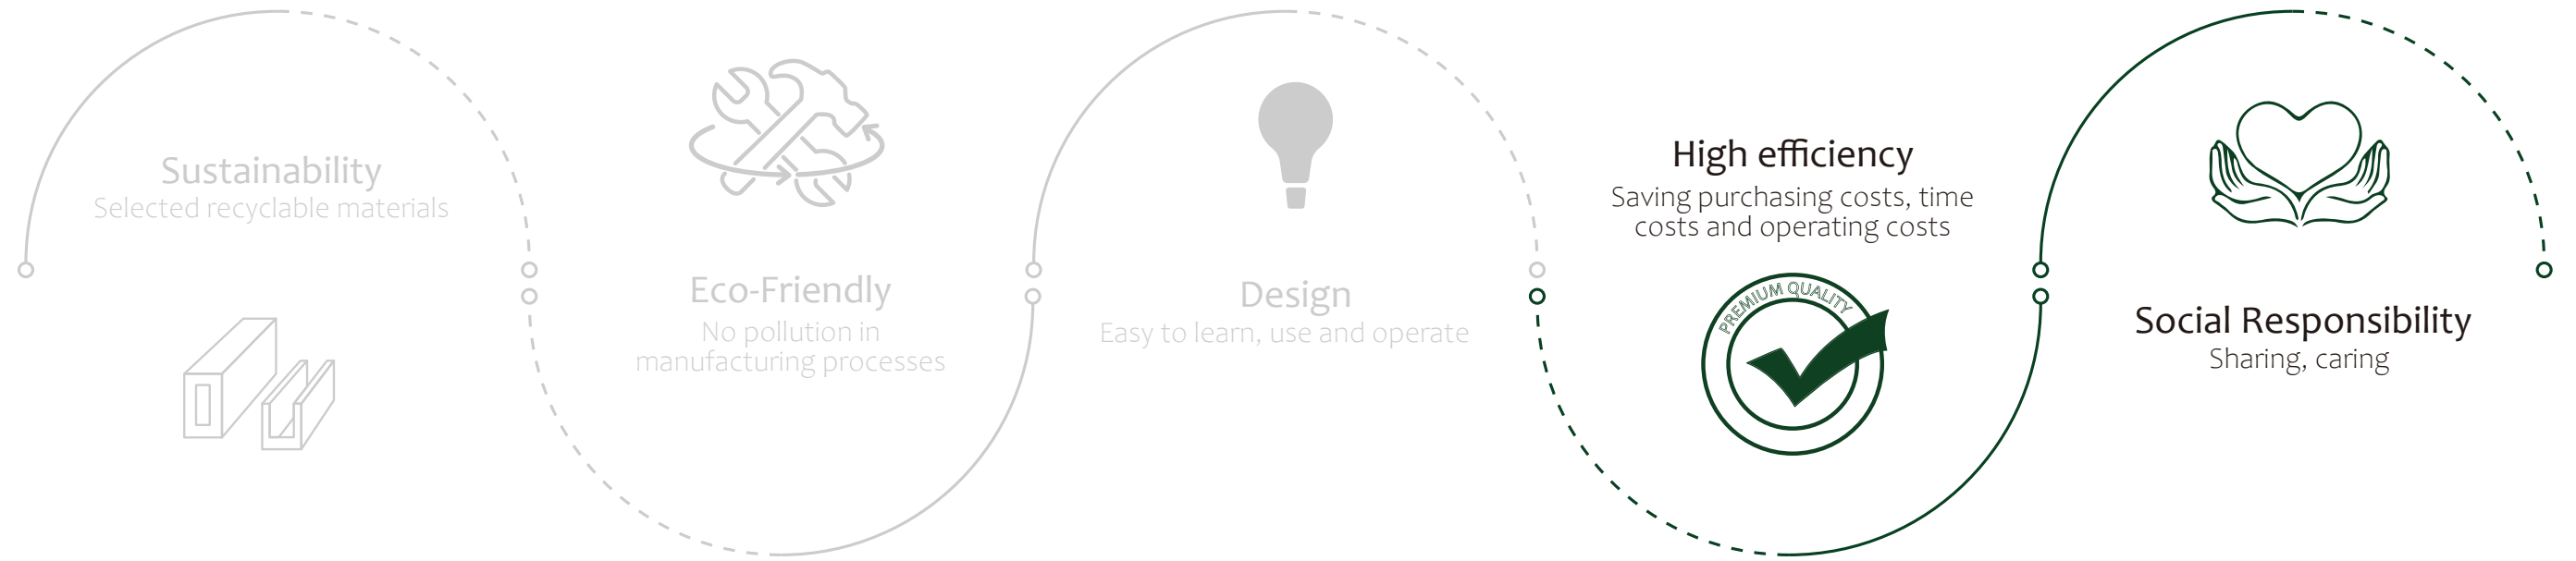 Sustainability
Selected recyclable materials
Eco-Friendly
No pollution in
manufacturing processes
Design
Easy to learn, use and operate
High efficiency
Saving purchasing costs, time
costs and operating costs
PREMIUM QUALITY
Social Responsibility
Sharing, caring